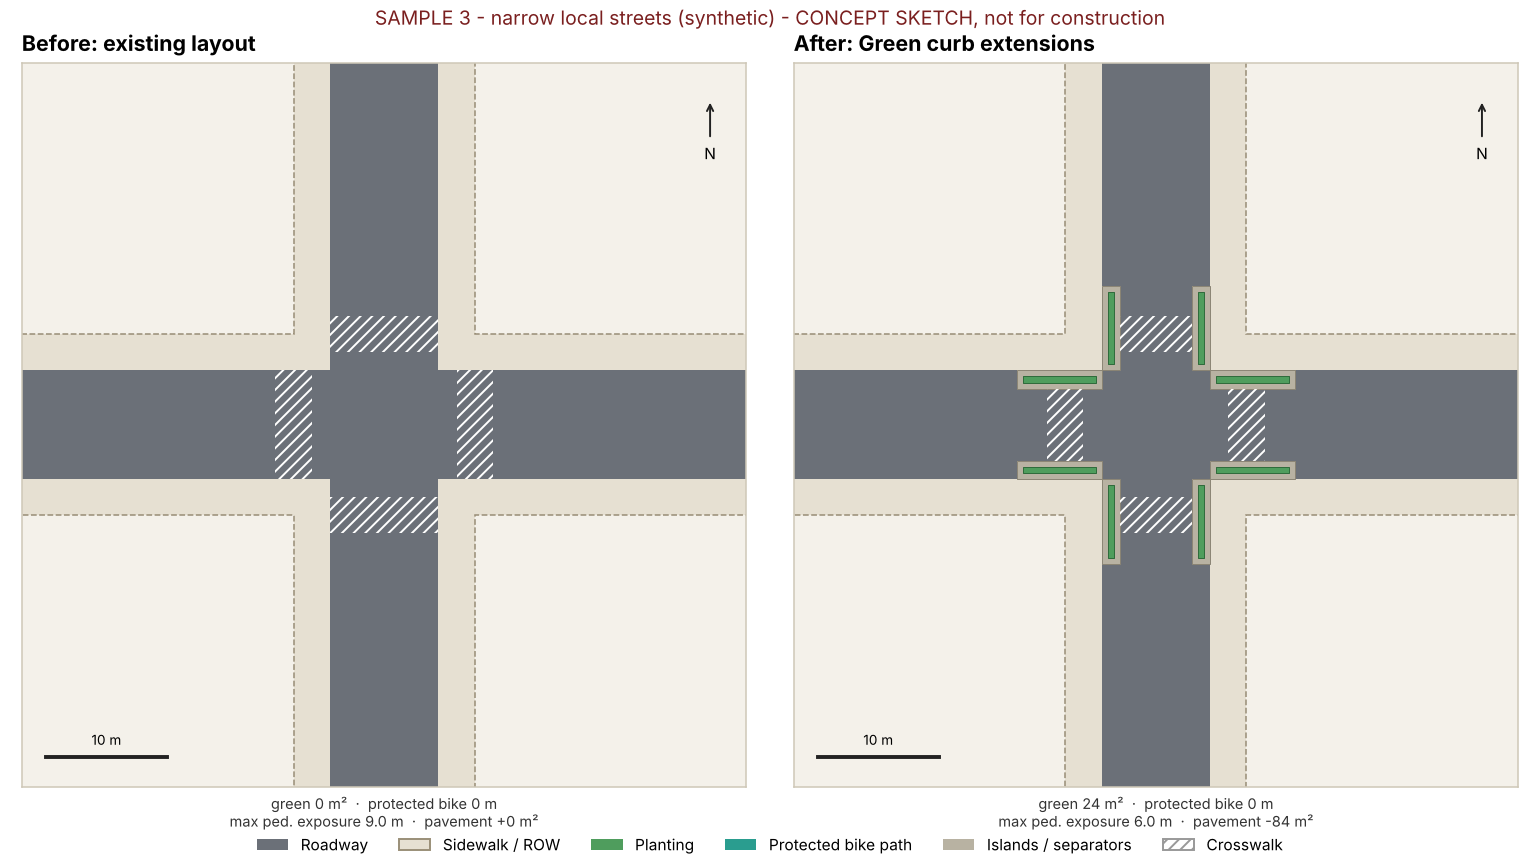 SAMPLE 3 - narrow local streets (synthetic) - CONCEPT SKETCH, not for construction
Before: existing layout
After: Green curb extensions
N
N
10 m
10 m
green 0 m² · protected bike 0 m
max ped. exposure 9.0 m · pavement +0 m²
green 24 m² · protected bike 0 m
max ped. exposure 6.0 m · pavement -84 m²
Roadway
Sidewalk / ROW
Planting
Protected bike path
Islands / separators
Crosswalk